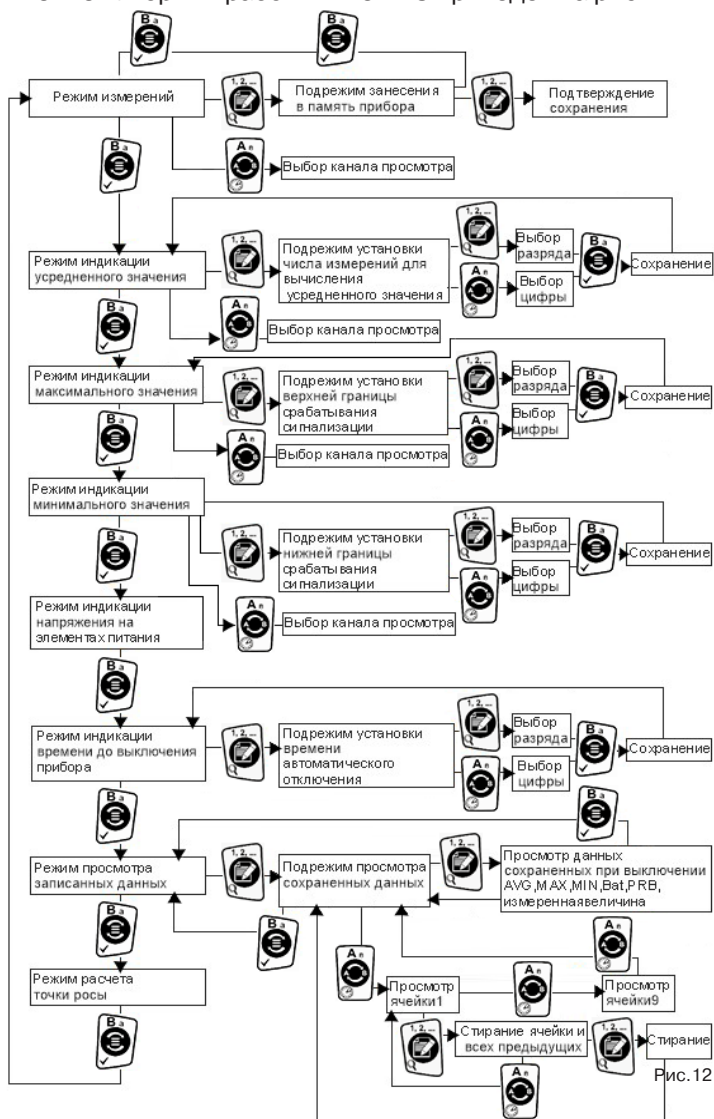 Режим измерений
Подрежим занесения
в память прибора
Подтверждение
сохранения
Выбор канала просмотра
Режим индикации
усредненного значения
Подрежим установки
числа измерений для
вычисления
усредненного значения
Выбор
разряда
Выбор
цифры
Сохранение
Выбор канала просмотра
Режим индикации
максимального значения
Подрежим установки
верхней границы
срабатывания
сигнализации
Выбор
разряда
Выбор
цифры
Сохранение
Выбор канала просмотра
Режим индикации
минимального значения
Подрежим установки
нижней границы
срабатывания
сигнализации
Выбор
разряда
Выбор
цифры
Сохранение
Выбор канала просмотра
Режим индикации
напряжения на
элементах питания
Режим индикации
времени до выключения
прибора
Подрежим установки
времени
автоматического
отключения
Выбор
разряда
Выбор
цифры
Сохранение
Режим просмотра
записанных данных
Подрежим просмотра
сохраненных данных
Просмотр данных
сохраненных при выключении
AVG,MAX,MIN,Bat,PRB,
измереннаявеличина
Режим расчета
точки росы
Просмотр
ячейки1
Просмотр
ячейки9
Стирание ячейки и
всех предыдущих
Стирание
Рис.12